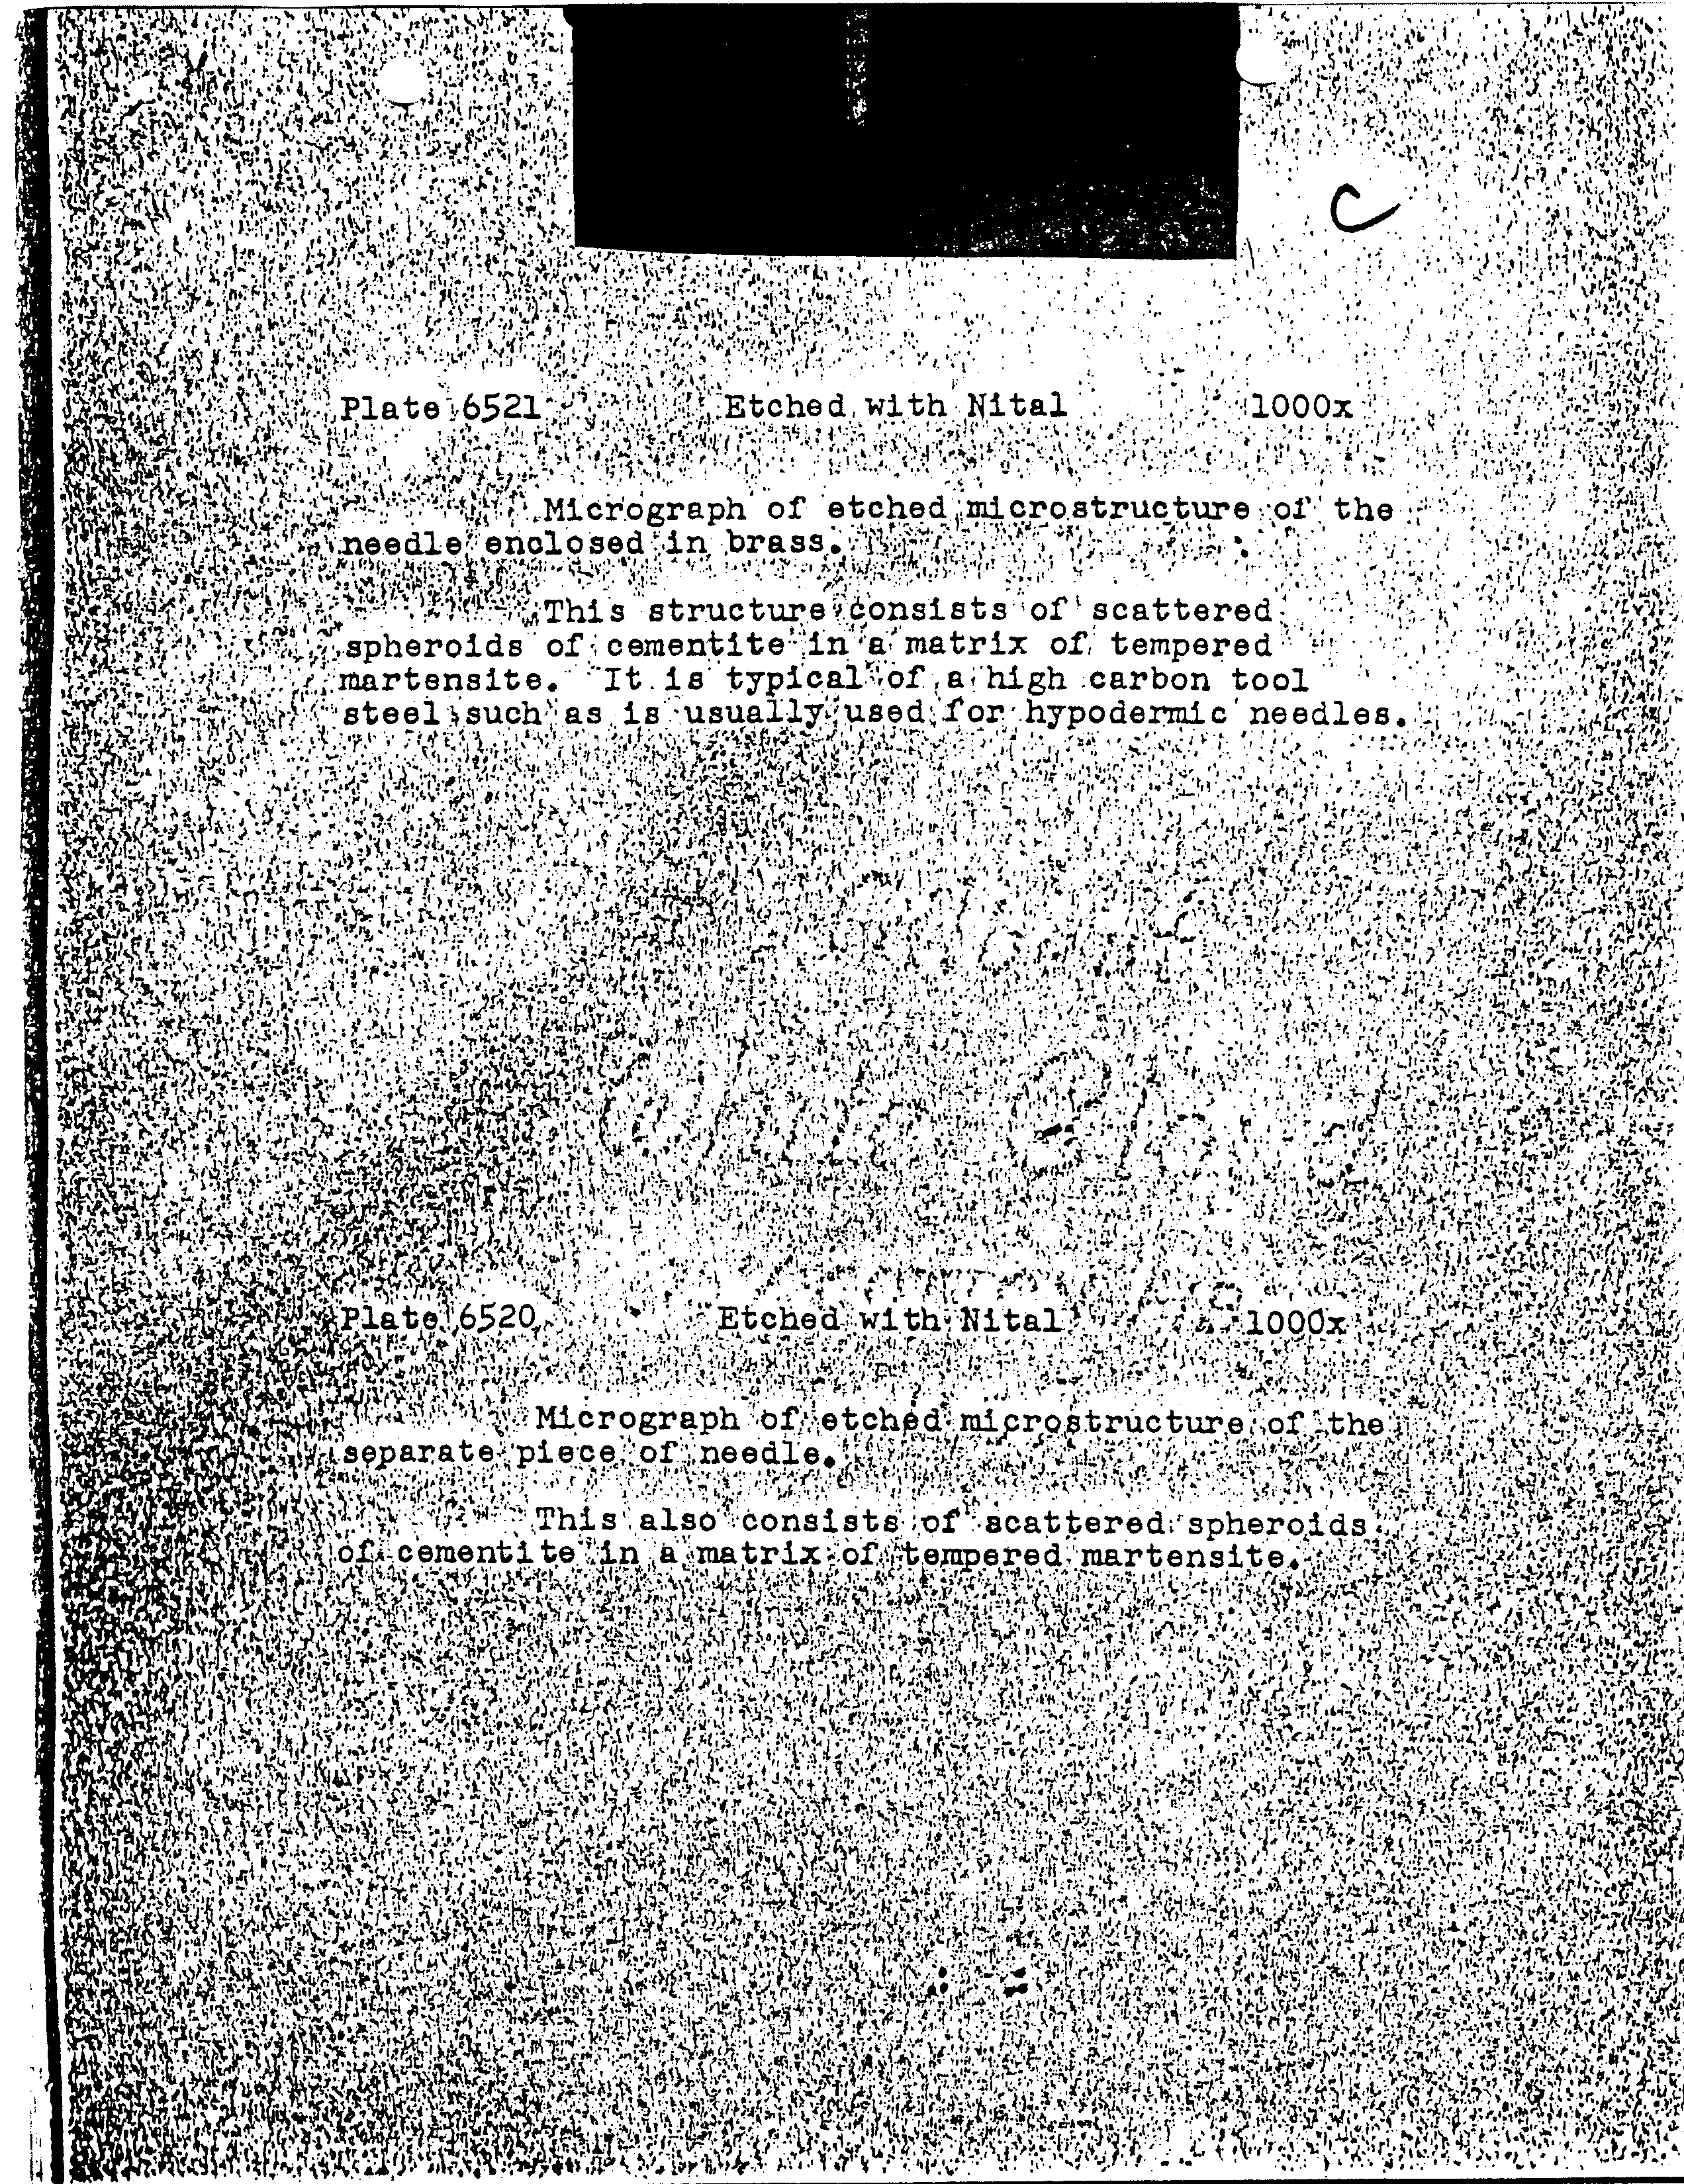 C
Plate 6521 Etched with Nital 1000x
Micrograph of etched microstructure of the
needle enclosed in brass.
This structure consists of scattered
spheroids of cementite in a matrix of tempered
martensite. It is typical of a high carbon tool
steel such as is usually used for hypodermic needles.
Plate 6520 Etched with Nital 1000x
Micrograph of etched microstructure of the
separate piece of needle.
This also consists of scattered spheroids
of cementite in a matrix of tempered martensite.